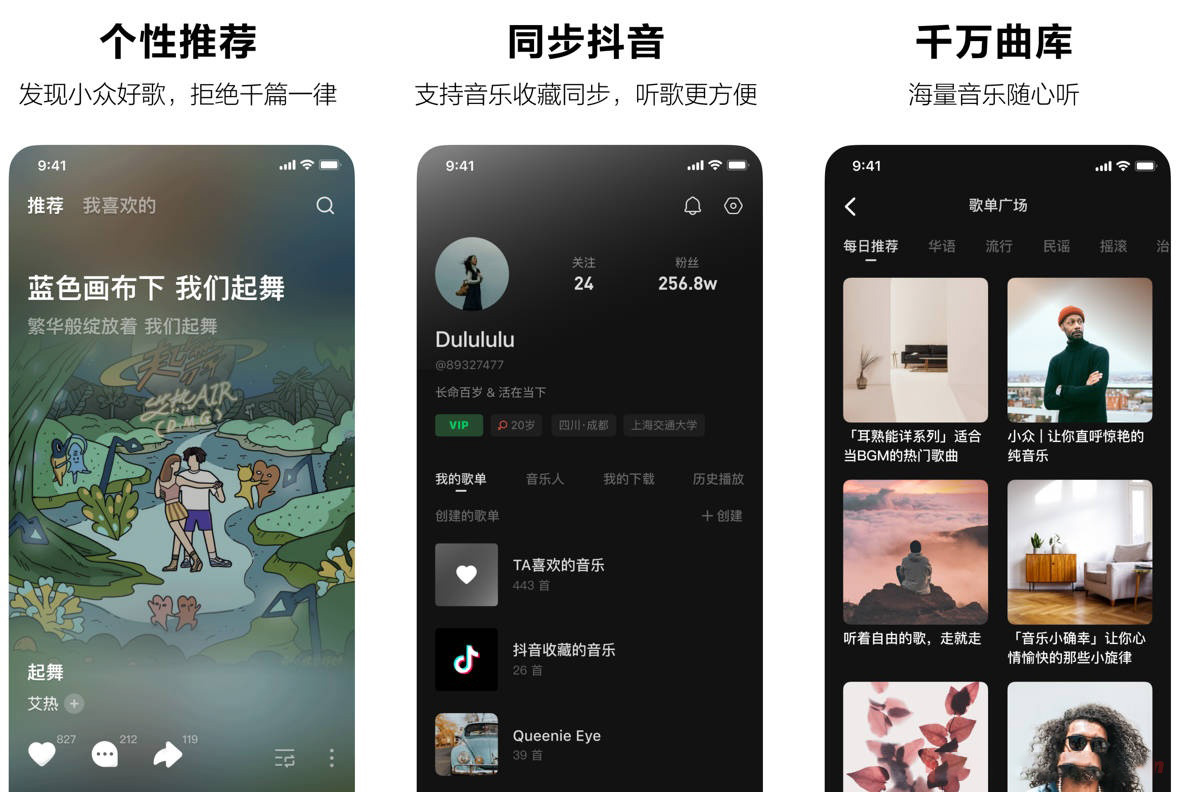 个性推荐
发现小众好歌，拒绝千篇一律
9:41
推荐 我喜欢的
蓝色画布下 我们起舞
繁华般绽放着 我们起舞
起舞
艾热AIR
(D.M.G)
起舞
艾热
827 212 119
同步抖音
支持音乐收藏同步，听歌更方便
9:41
关注 粉丝
24 256.8w
Dulululu
@89327477
长命百岁 & 活在当下
VIP 20岁 四川·成都 上海交通大学
我的歌单 音乐人 我的下载 历史播放
创建的歌单 创建
TA喜欢的音乐
443 首
抖音收藏的音乐
26 首
Queenie Eye
39 首
千万曲库
海量音乐随心听
9:41
歌单广场
每日推荐 华语 流行 民谣 摇滚 治
「耳熟能详系列」适合
当BGM的热门歌曲
小众 | 让你直呼惊艳的
纯音乐
听着自由的歌，走就走
「音乐小确幸」让你心
情愉快的那些小旋律